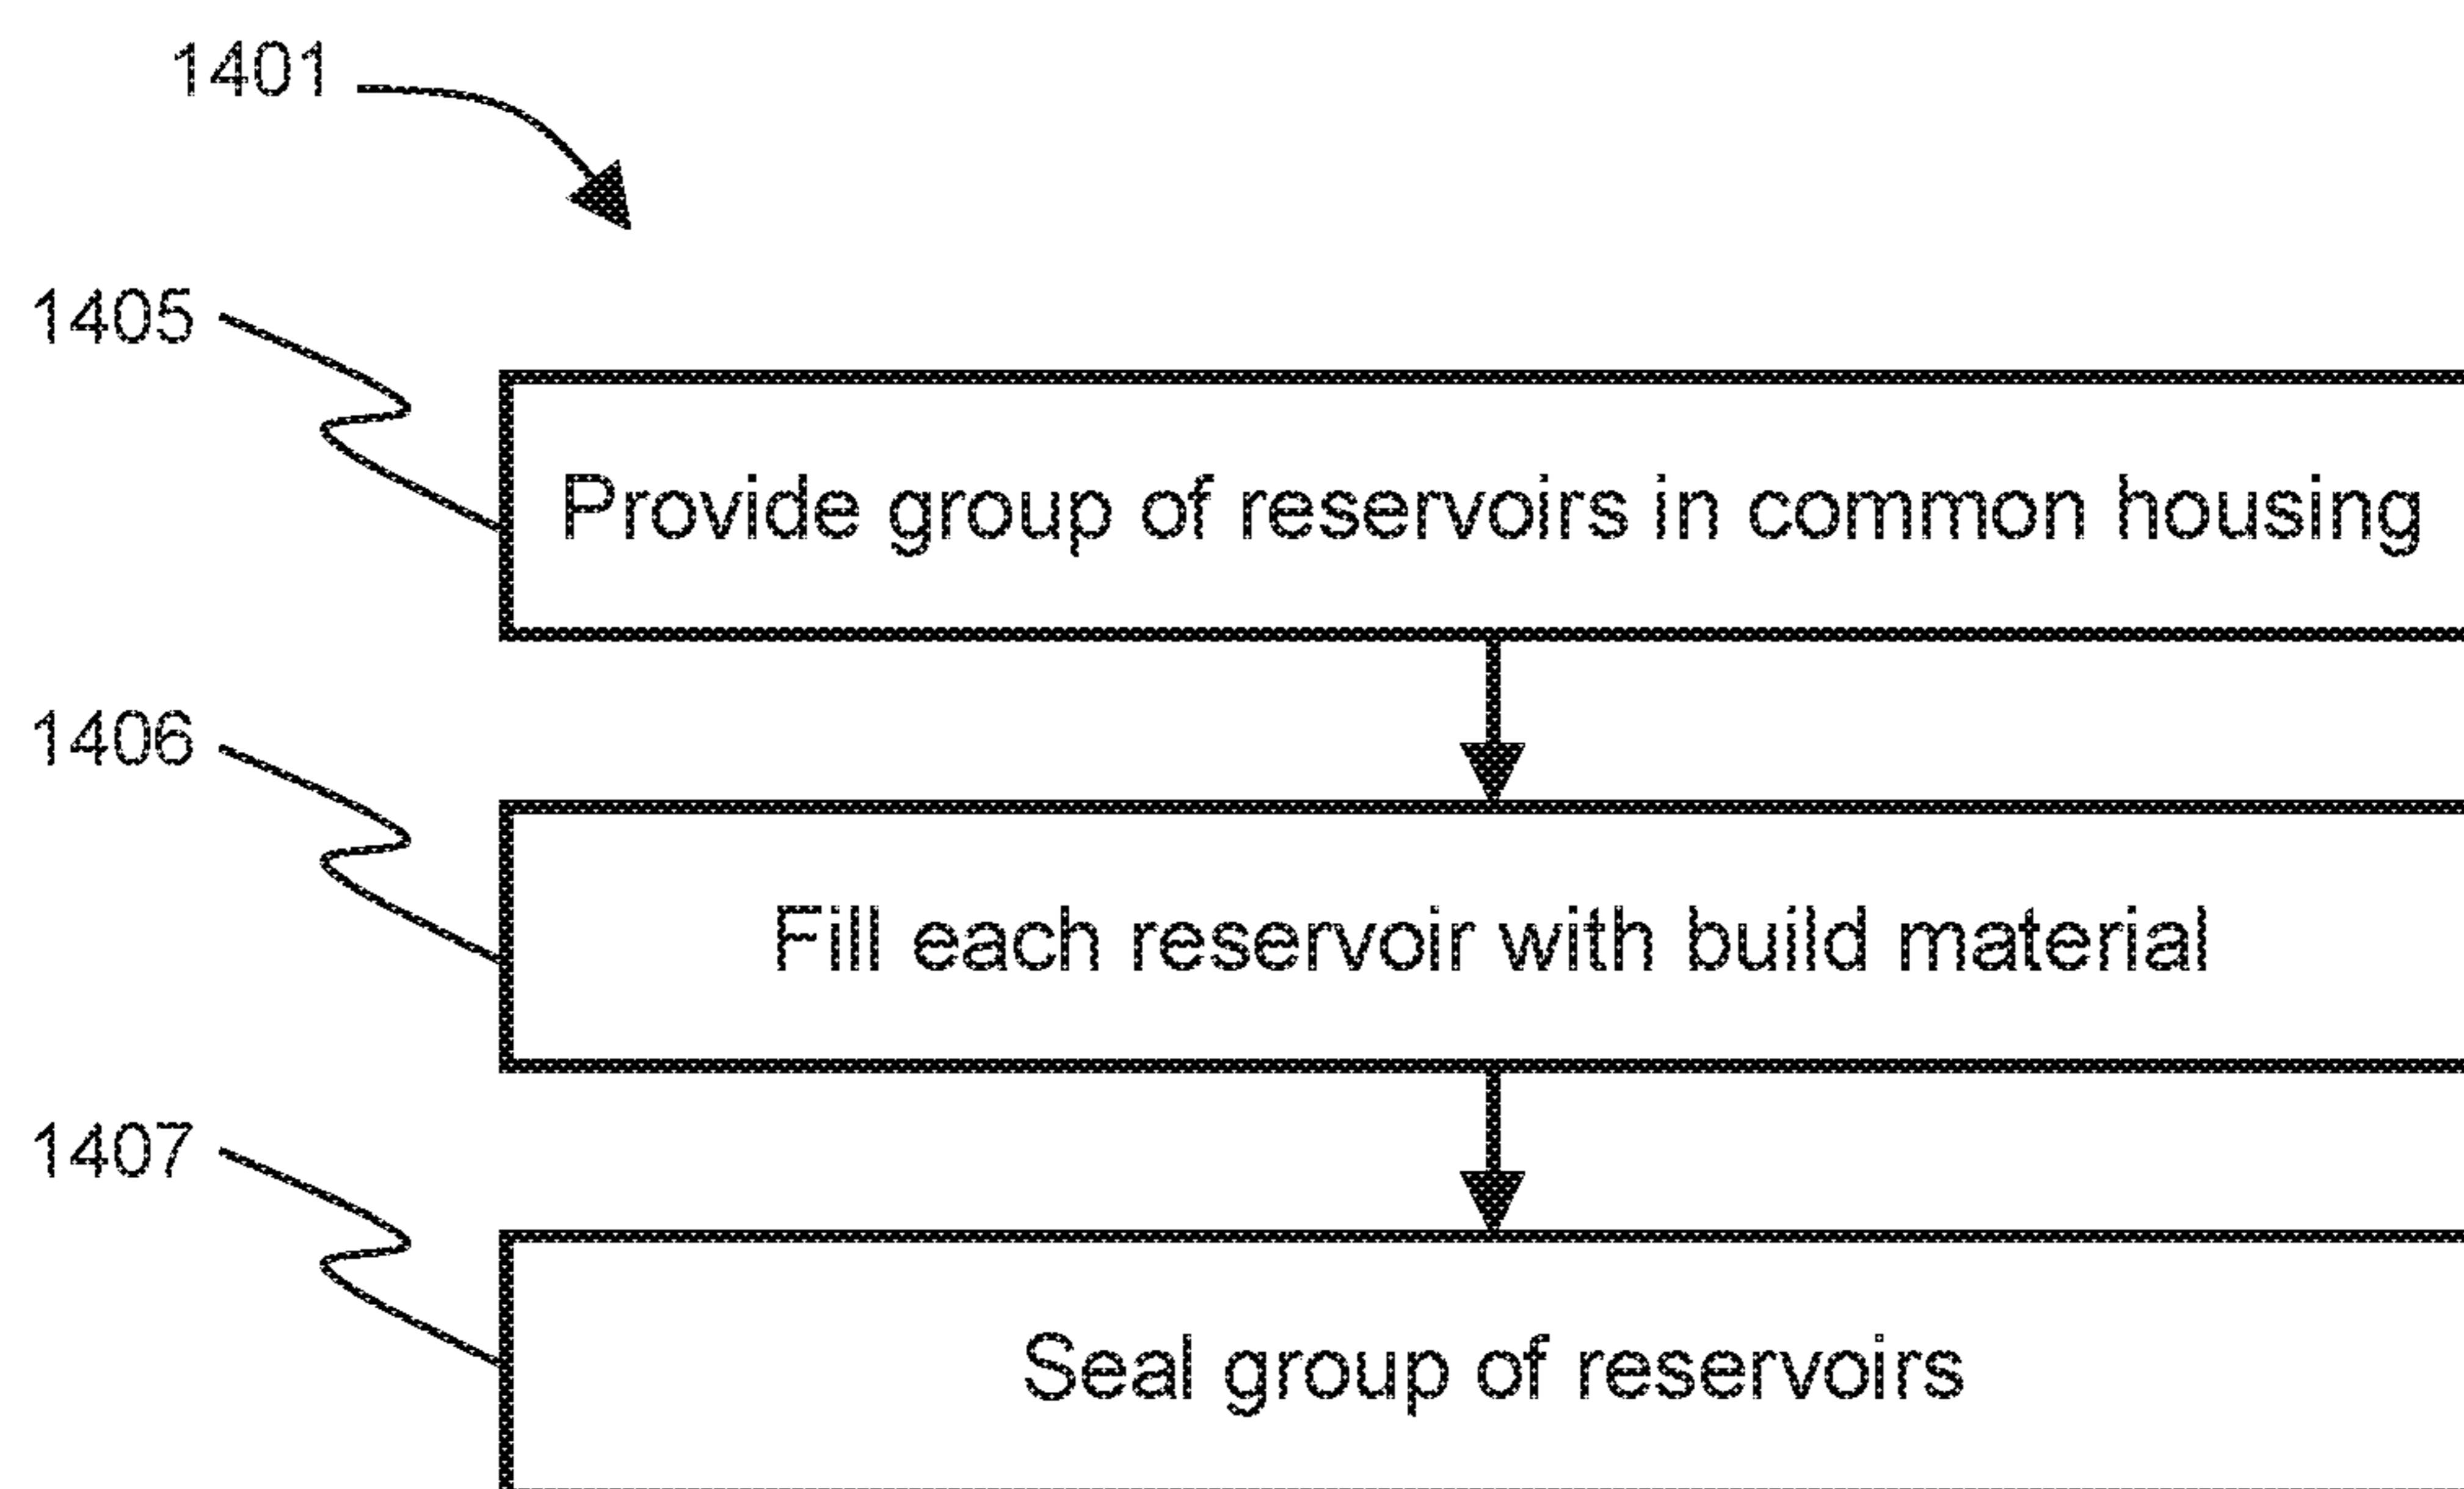 1401
1405
Provide group of reservoirs in common housing
1406
Fill each reservoir with build material
1407
Seal group of reservoirs